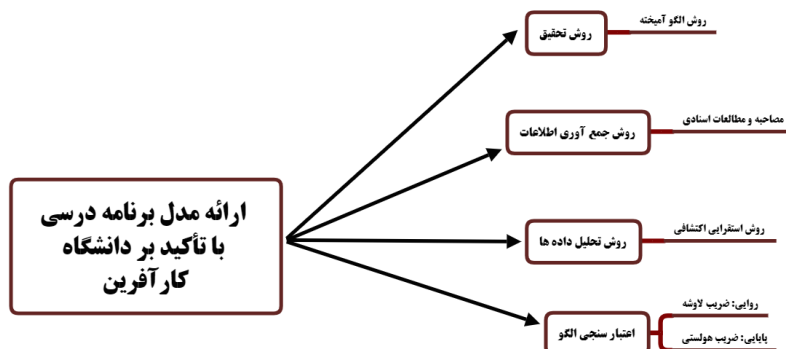 ارائه مدل برنامه درسی
با تأکید بر دانشگاه
کارآفرین
روش تحقیق
روش الگو آمیخته
روش جمع آوری اطلاعات
مصاحبه و مطالعات اسنادی
روش تحلیل داده ها
روش استقرایی اکتشافی
اعتبار سنجی الگو
روایی: ضریب لاوشه
پایایی: ضریب هولستی